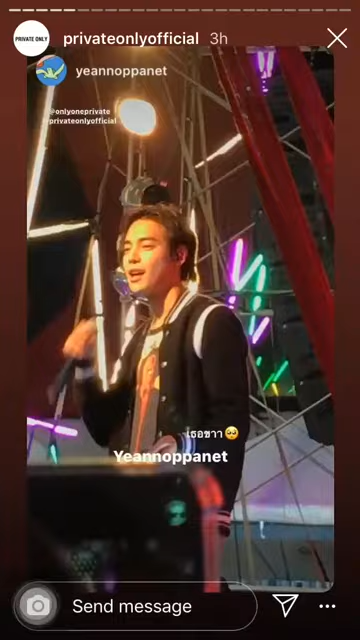 PRIVATE ONLY
privateonlyofficial 3h
yeannoppanet
@onlyoneprivate
@privateonlyofficial
เธอขาา🥺
Yeannoppanet
Send message